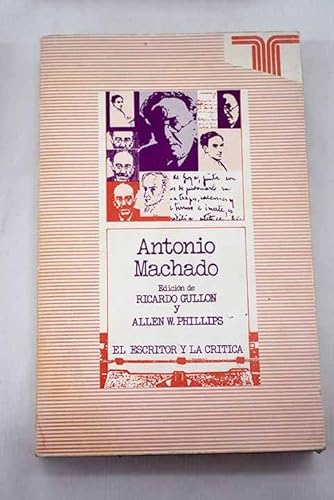 Antonio
Machado
Edición de
RICARDO GULLON
y
ALLEN W. PHILLIPS
EL ESCRITOR Y LA CRITICA